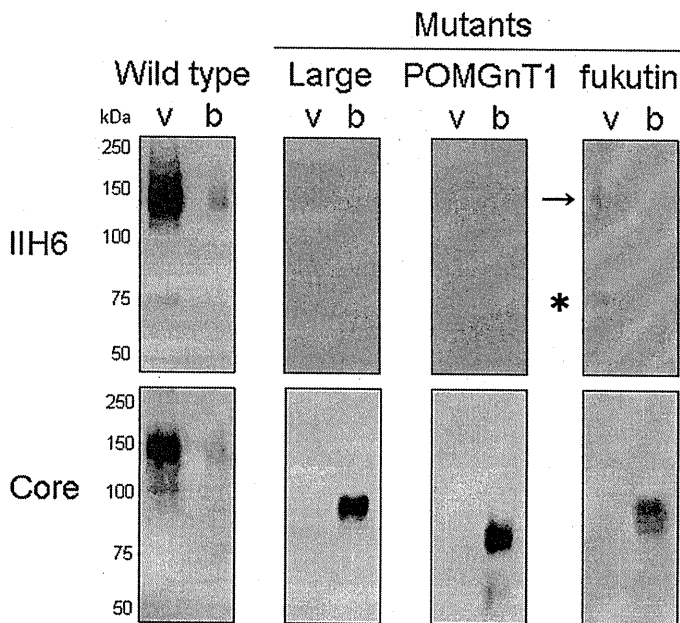 Mutants
Wild type Large POMGnT1 fukutin
kDa v b v b v b v b
250
150 →
100
IIH6
75 *
50
250
150
100
Core
75
50